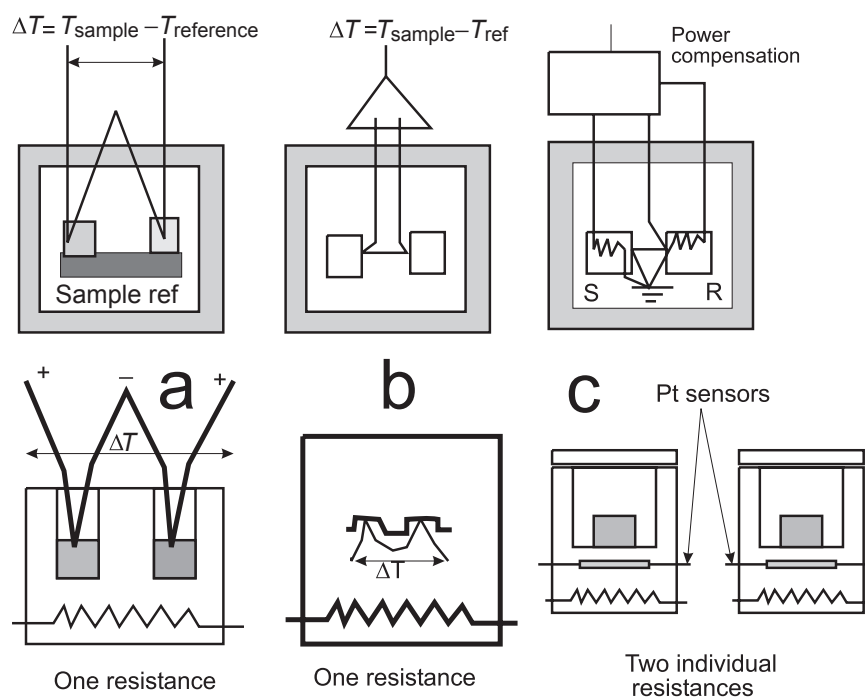 ΔT= Tsample –Treference
ΔT=Tsample–Tref
Power
compensation
Sample ref
S
R
+
–
+
a
b
c
Pt sensors
ΔT
ΔT
One resistance
One resistance
Two individual
resistances